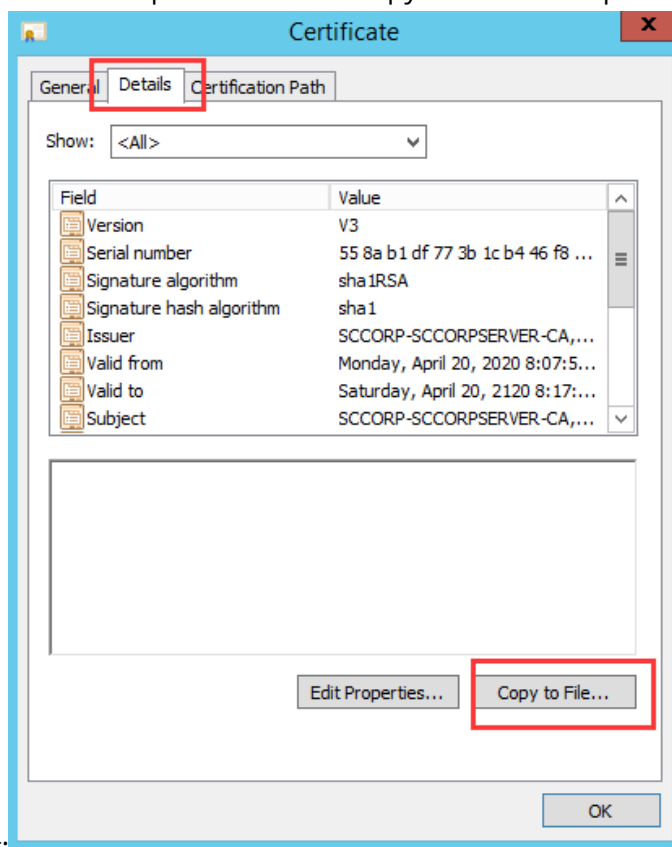 Certificate
x
General Details Certification Path
Show: <All>
Field Value
Version V3
Serial number 55 8a b1 df 77 3b 1c b4 46 f8 ...
Signature algorithm sha1RSA
Signature hash algorithm sha1
Issuer SCCORP-SCCORPSERVER-CA,...
Valid from Monday, April 20, 2020 8:07:5...
Valid to Saturday, April 20, 2120 8:17:...
Subject SCCORP-SCCORPSERVER-CA,...
Edit Properties... Copy to File...
OK